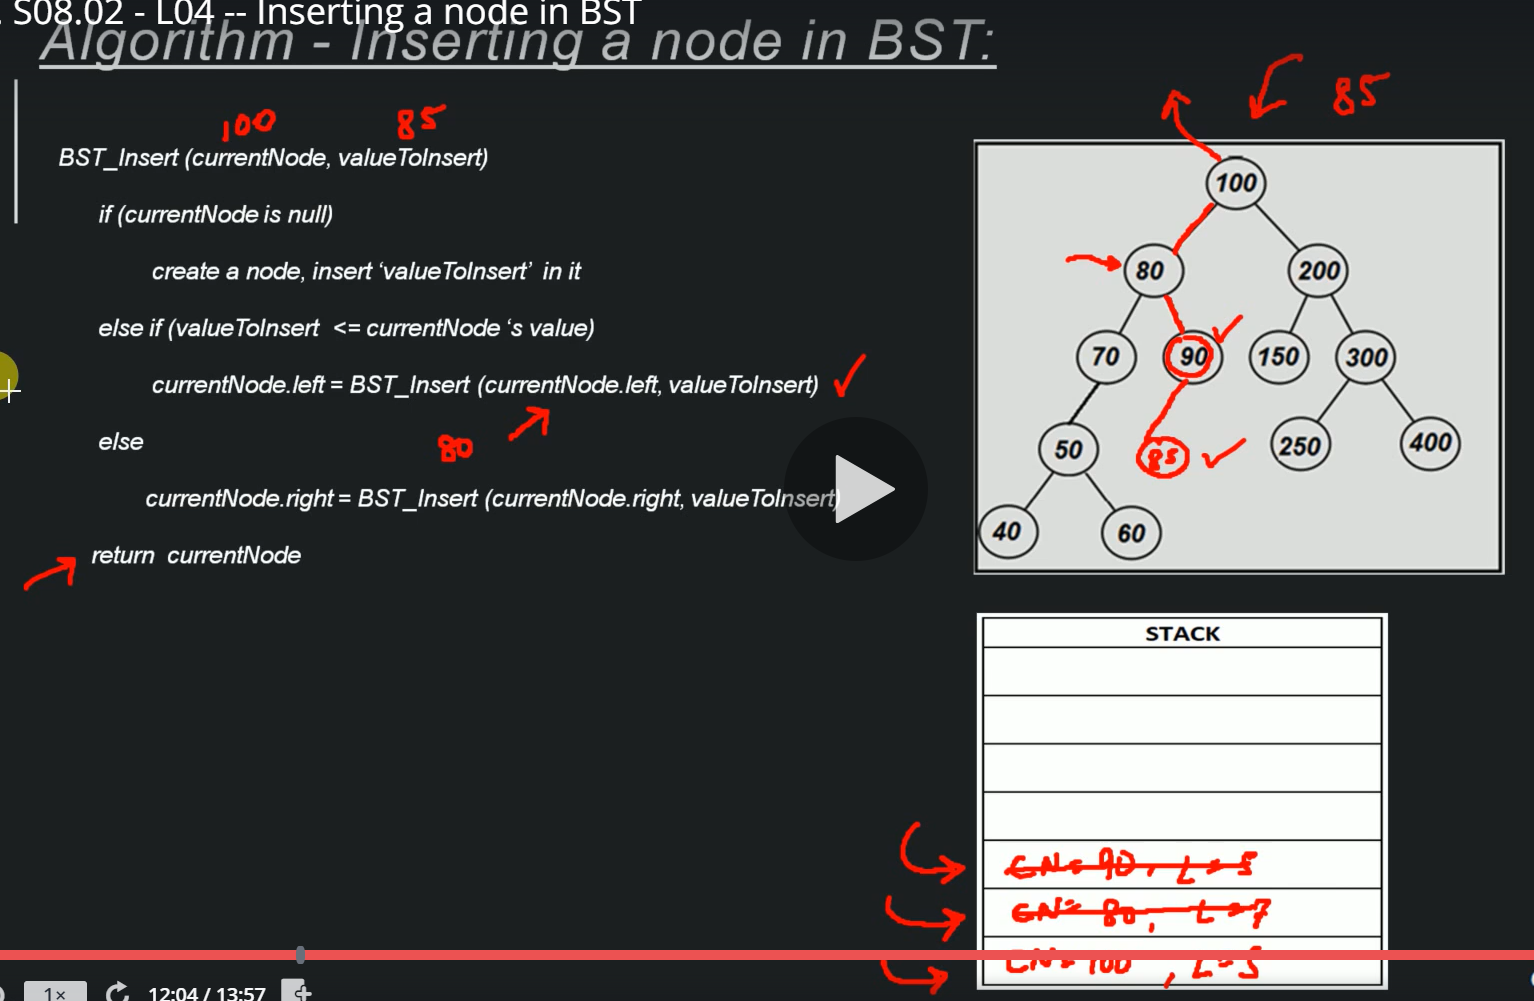 . S08.02 - L04 -- Inserting a node in BST
Algorithm - Inserting a node in BST:
100 85
BST_Insert (currentNode, valueToInsert)
if (currentNode is null)
create a node, insert ‘valueToInsert’ in it
else if (valueToInsert <= currentNode ‘s value)
currentNode.left = BST_Insert (currentNode.left, valueToInsert)
else
80
currentNode.right = BST_Insert (currentNode.right, valueToInsert)
return currentNode
85
100
80 200
70 90 150 300
50 85 250 400
40 60
STACK
CN= 90, L=5
CN= 80, L=7
CN= 100, L=5
1× 12:04 / 13:57